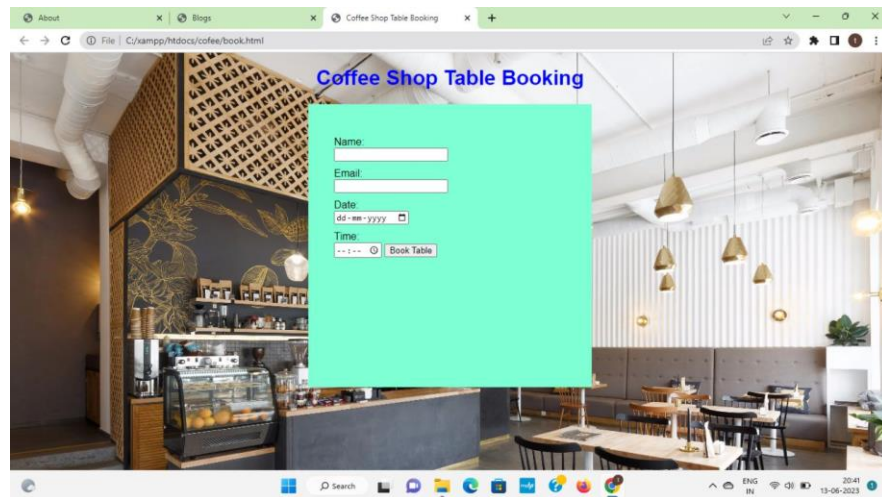 About
Blogs
Coffee Shop Table Booking
File
C:/xampp/htdocs/cofee/book.html
Coffee Shop Table Booking
Name:
Email:
Date:
dd-mm-yyyy
Time:
--:--
Book Table
Search
ENG
IN
20:41
13-06-2023